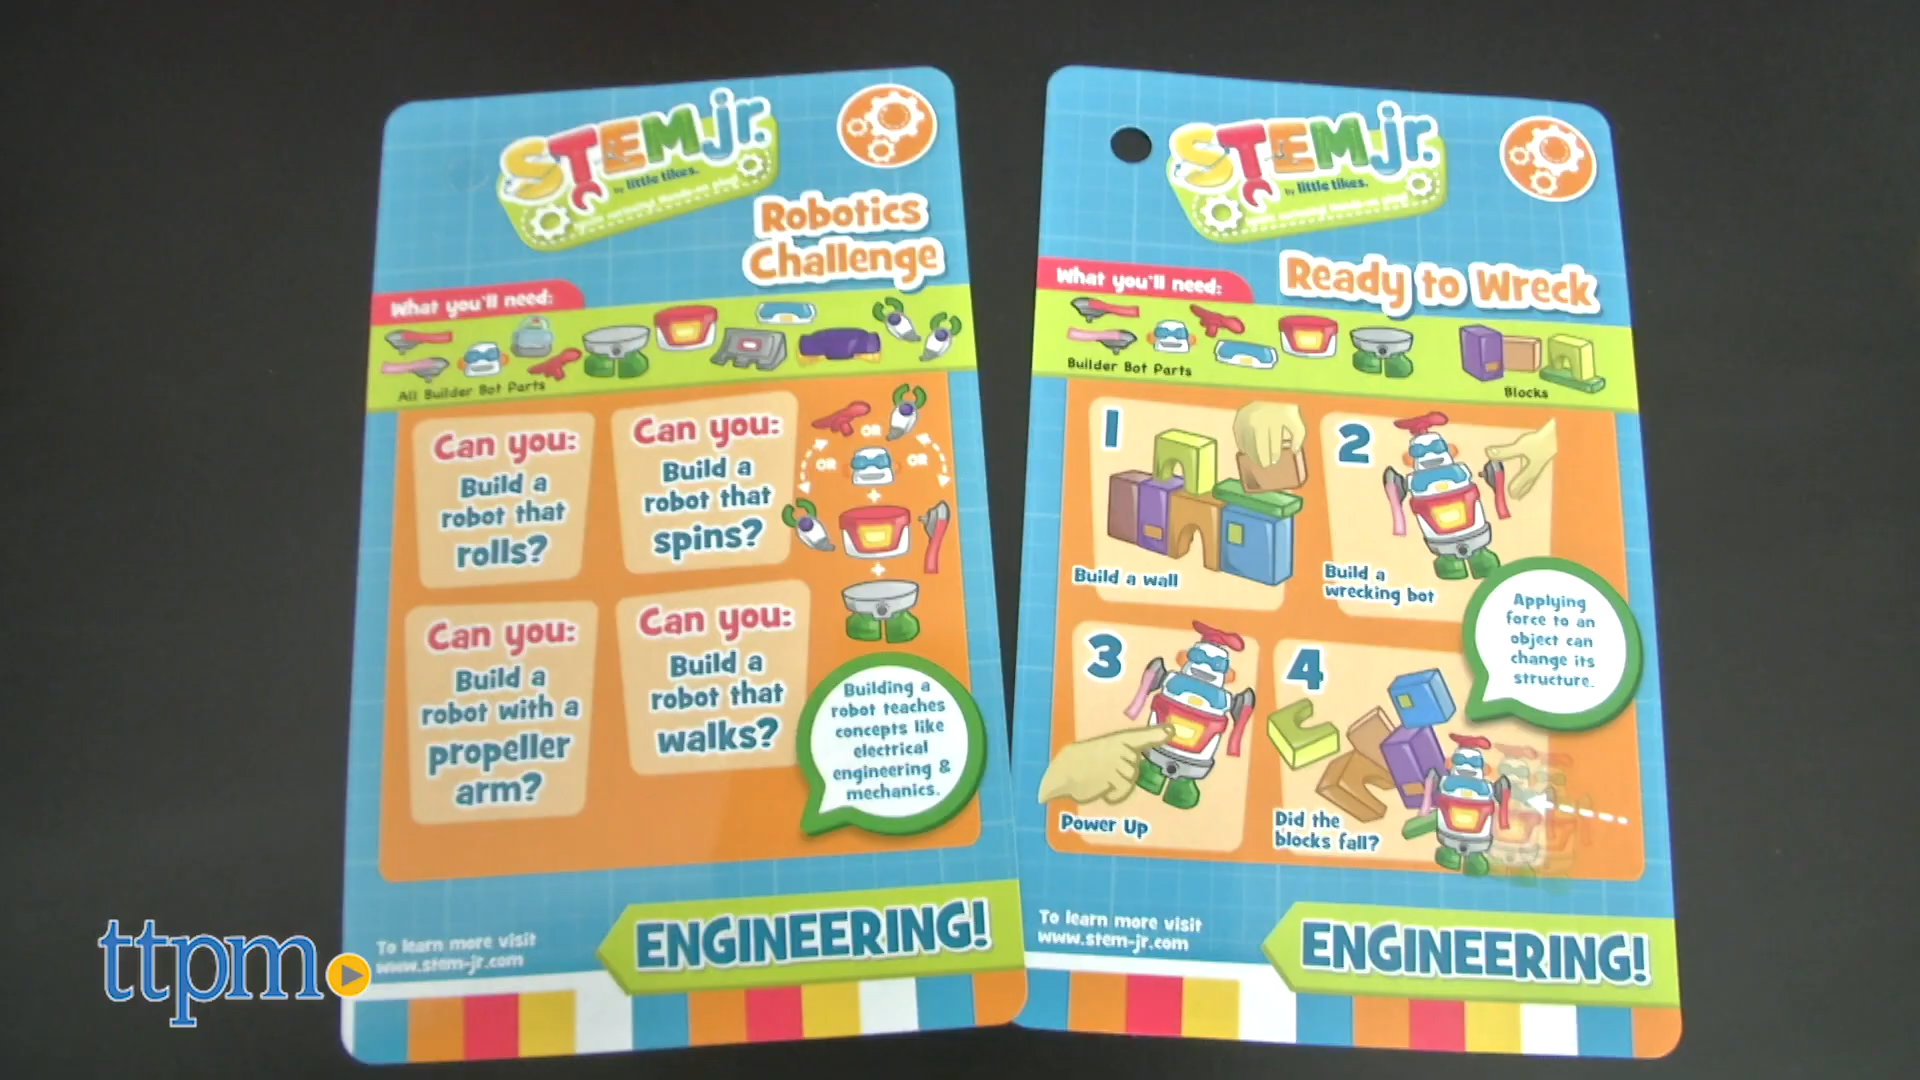 STEM jr.
by little tikes.
Robotics
Challenge
What you'll need:
All Builder Bot Parts
Can you:
Build a
robot that
rolls?
Can you:
Build a
robot that
spins?
Can you:
Build a
robot with a
propeller
arm?
Can you:
Build a
robot that
walks?
OR
OR
OR
+
+
Building a
robot teaches
concepts like
electrical
engineering &
mechanics.
To learn more visit
www.stem-jr.com
ENGINEERING!
STEM jr.
by little tikes.
Ready to Wreck
What you'll need:
Builder Bot Parts
Blocks
1
Build a wall
2
Build a
wrecking bot
Applying
force to an
object can
change its
structure.
3
Power Up
4
Did the
blocks fall?
To learn more visit
www.stem-jr.com
ENGINEERING!
ttpm